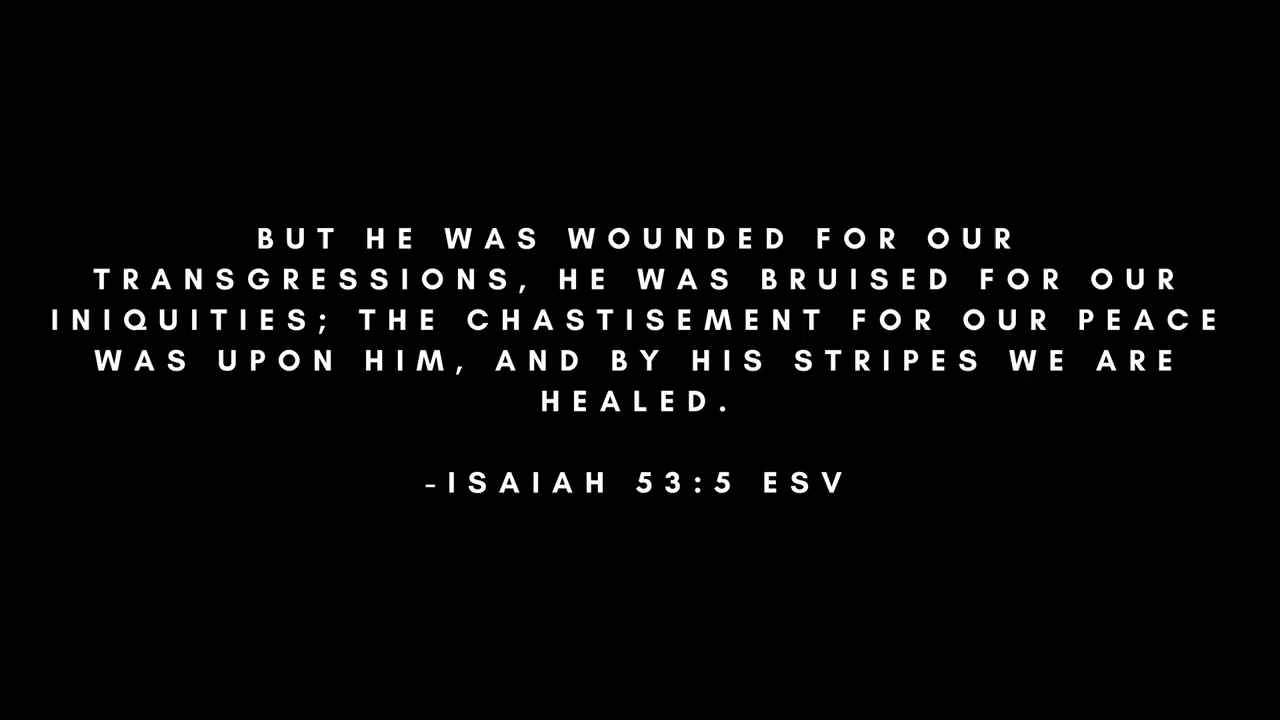 BUT HE WAS WOUNDED FOR OUR
TRANSGRESSIONS, HE WAS BRUISED FOR OUR
INIQUITIES; THE CHASTISEMENT FOR OUR PEACE
WAS UPON HIM, AND BY HIS STRIPES WE ARE
HEALED.
-ISAIAH 53:5 ESV